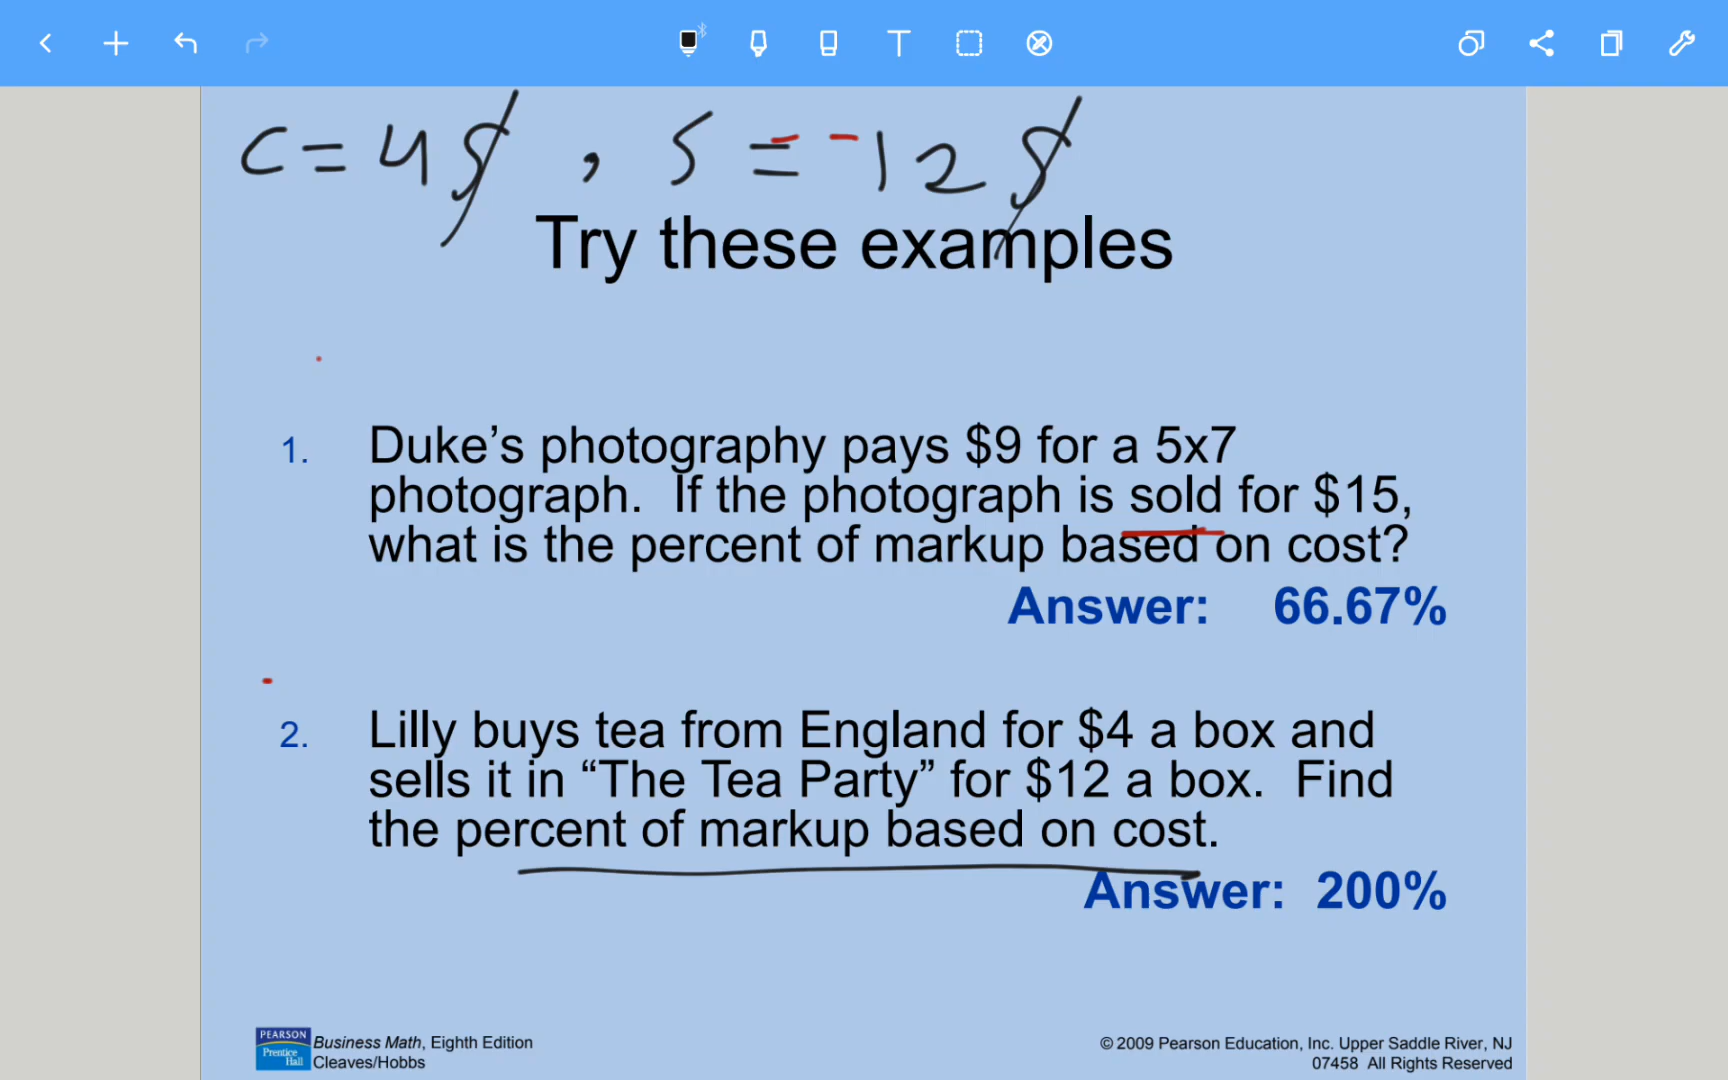 c = 4$ , S = 12 $
Try these examples
1. Duke’s photography pays $9 for a 5x7
photograph. If the photograph is sold for $15,
what is the percent of markup based on cost?
Answer: 66.67%
2. Lilly buys tea from England for $4 a box and
sells it in “The Tea Party” for $12 a box. Find
the percent of markup based on cost.
Answer: 200%
PEARSON
Prentice
Hall
Business Math, Eighth Edition
Cleaves/Hobbs
© 2009 Pearson Education, Inc. Upper Saddle River, NJ
07458 All Rights Reserved